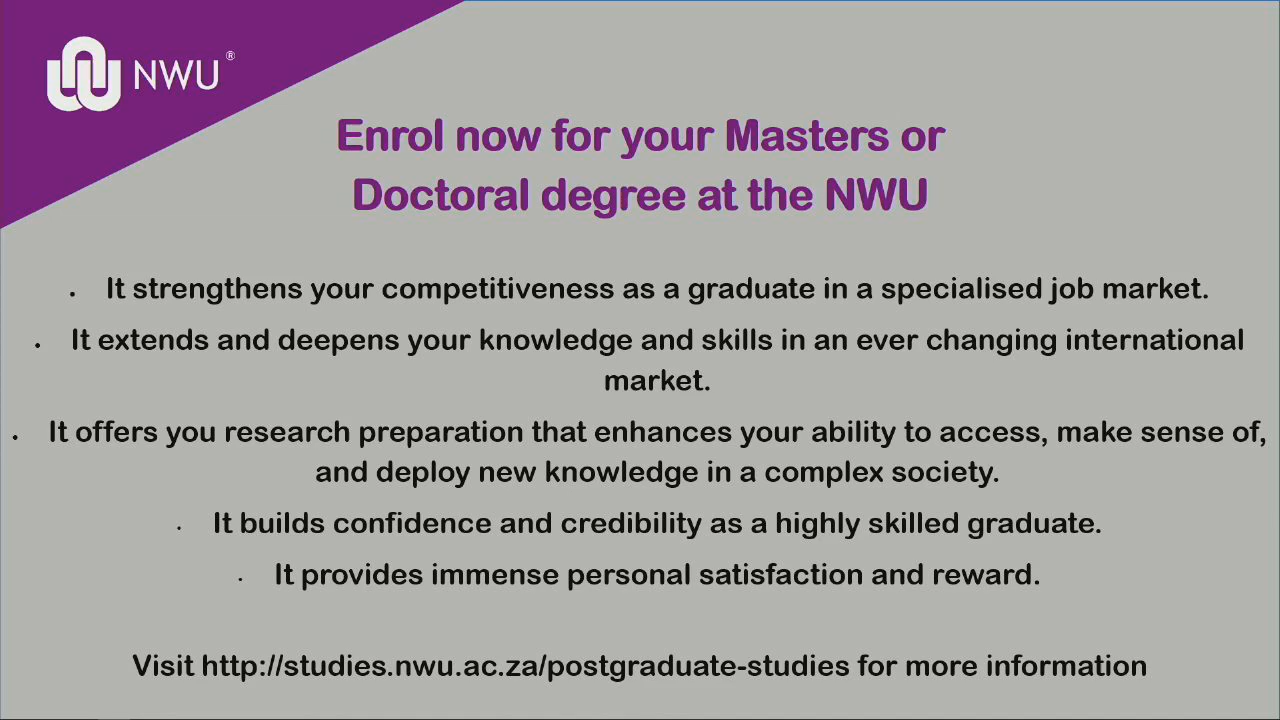 NWU®
Enrol now for your Masters or
Doctoral degree at the NWU
• It strengthens your competitiveness as a graduate in a specialised job market.
• It extends and deepens your knowledge and skills in an ever changing international
market.
• It offers you research preparation that enhances your ability to access, make sense of,
and deploy new knowledge in a complex society.
• It builds confidence and credibility as a highly skilled graduate.
• It provides immense personal satisfaction and reward.
Visit http://studies.nwu.ac.za/postgraduate-studies for more information